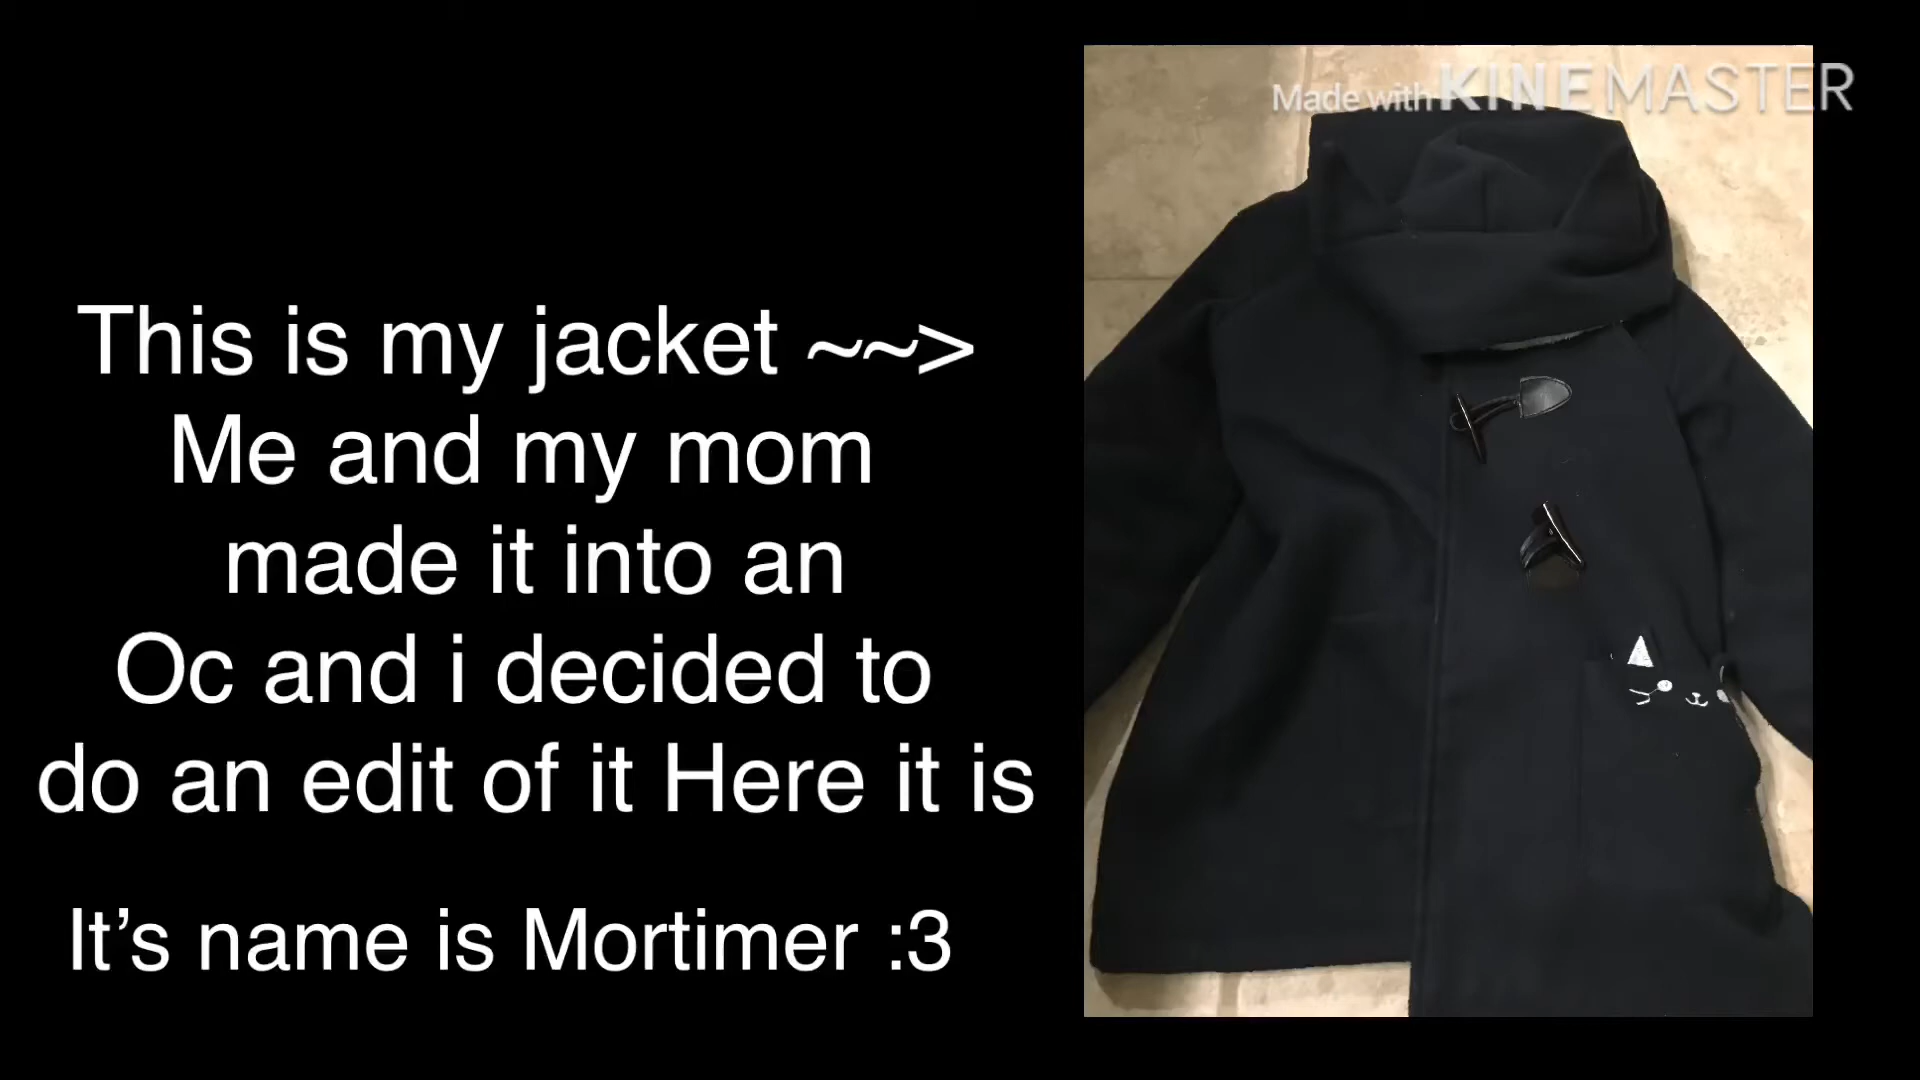 Made with KINEMASTER
This is my jacket ~~>
Me and my mom
made it into an
Oc and i decided to
do an edit of it Here it is
It’s name is Mortimer :3